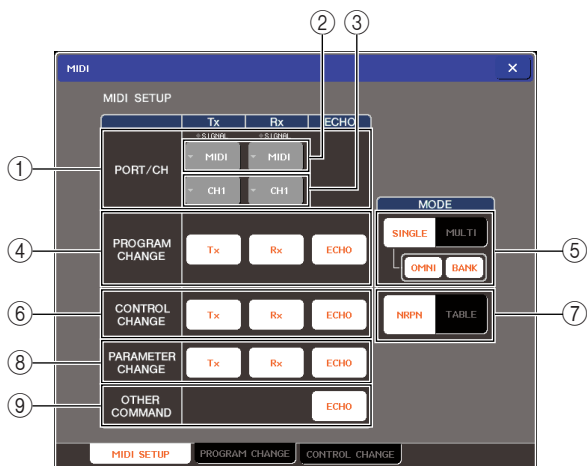 ② ③
MIDI ×
MIDI SETUP
Tx Rx ECHO
SIGNAL SIGNAL
① PORT/CH MIDI MIDI
CH1 CH1
MODE
④ PROGRAM CHANGE Tx Rx ECHO
SINGLE MULTI
OMNI BANK ⑤
⑥ CONTROL CHANGE Tx Rx ECHO
NRPN TABLE ⑦
⑧ PARAMETER CHANGE Tx Rx ECHO
⑨ OTHER COMMAND ECHO
MIDI SETUP PROGRAM CHANGE CONTROL CHANGE